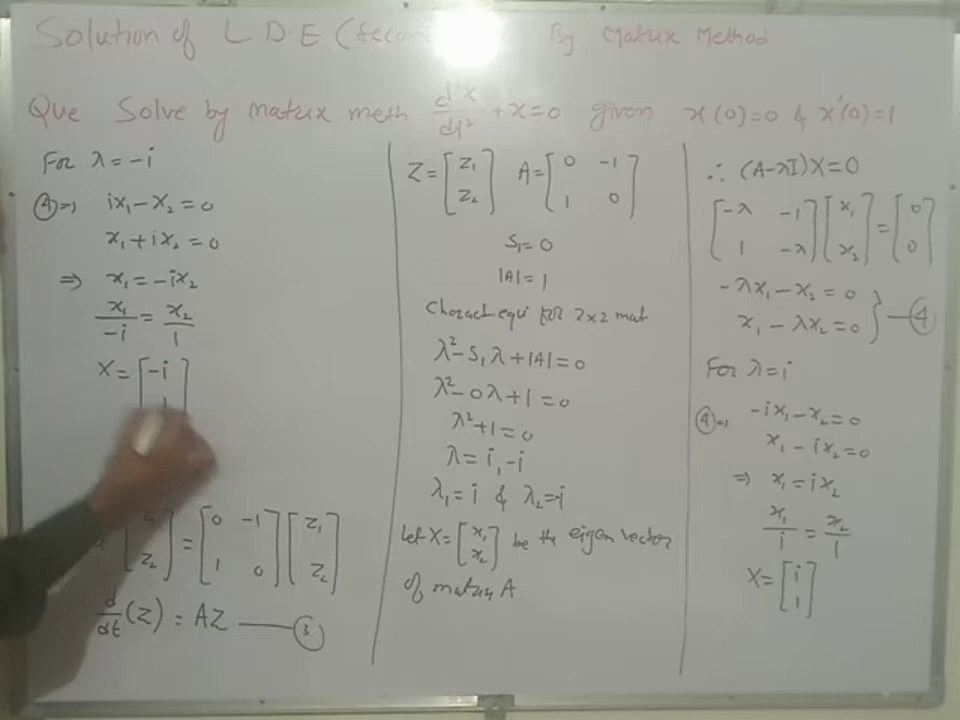 Solution of L D E (Secon By Matrix Method
Que Solve by matrix meth d²x/dt² + x = 0 given x(0)=0 & x'(0)=1
For λ = -i
④ ⇒ ix₁ - x₂ = 0
x₁ + ix₂ = 0
⇒ x₁ = -ix₂
x₁/-i = x₂/1
X = [-i
[z₂] = [0 -1; 1 0] [z₁; z₂]
d/dt (Z) = AZ — ③
Z = [z₁; z₂] A = [0 -1; 1 0]
S₁ = 0
|A| = 1
Charact equi for 2×2 mat
λ² - S₁λ + |A| = 0
λ² - 0λ + 1 = 0
λ² + 1 = 0
λ = i, -i
λ₁ = i & λ₂ = -i
Let X = [x₁; x₂] be the eigen vector
of matrix A
∴ (A-λI)X = 0
[-λ -1; 1 -λ] [x₁; x₂] = [0; 0]
-λx₁ - x₂ = 0
x₁ - λx₂ = 0 } — ④
For λ = i
④ ⇒ -ix₁ - x₂ = 0
x₁ - ix₂ = 0
⇒ x₁ = ix₂
x₁/i = x₂/1
X = [i; 1]